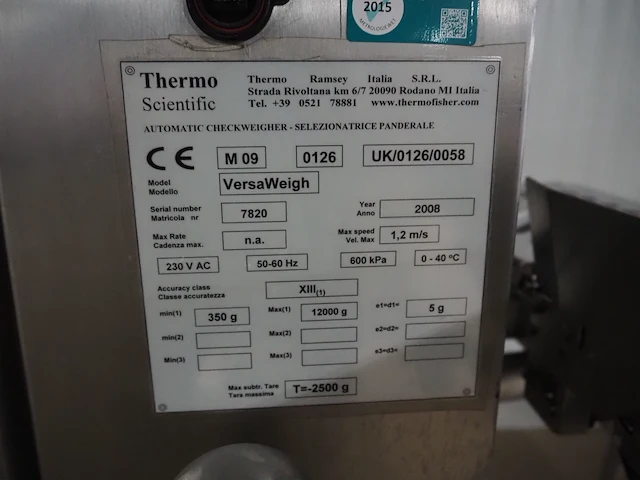 2015
METROLOGIEWET
Thermo Scientific
Thermo Ramsey Italia S.R.L.
Strada Rivoltana km 6/7 20090 Rodano MI Italia
Tel. +39 0521 78881 www.thermofisher.com
AUTOMATIC CHECKWEIGHER - SELEZIONATRICE PANDERALE
CE M 09 0126 UK/0126/0058
Model Modello VersaWeigh
Serial number Matricola nr 7820 Year Anno 2008
Max Rate Cadenza max. n.a. Max speed Vel. Max 1,2 m/s
230 V AC 50-60 Hz 600 kPa 0 - 40 ºC
Accuracy class Classe accuratezza XIII(1)
min(1) 350 g Max(1) 12000 g e1=d1= 5 g
min(2) Max(2) e2=d2=
Min(3) Max(3) e3=d3=
Max subtr. Tare Tara massima T=-2500 g